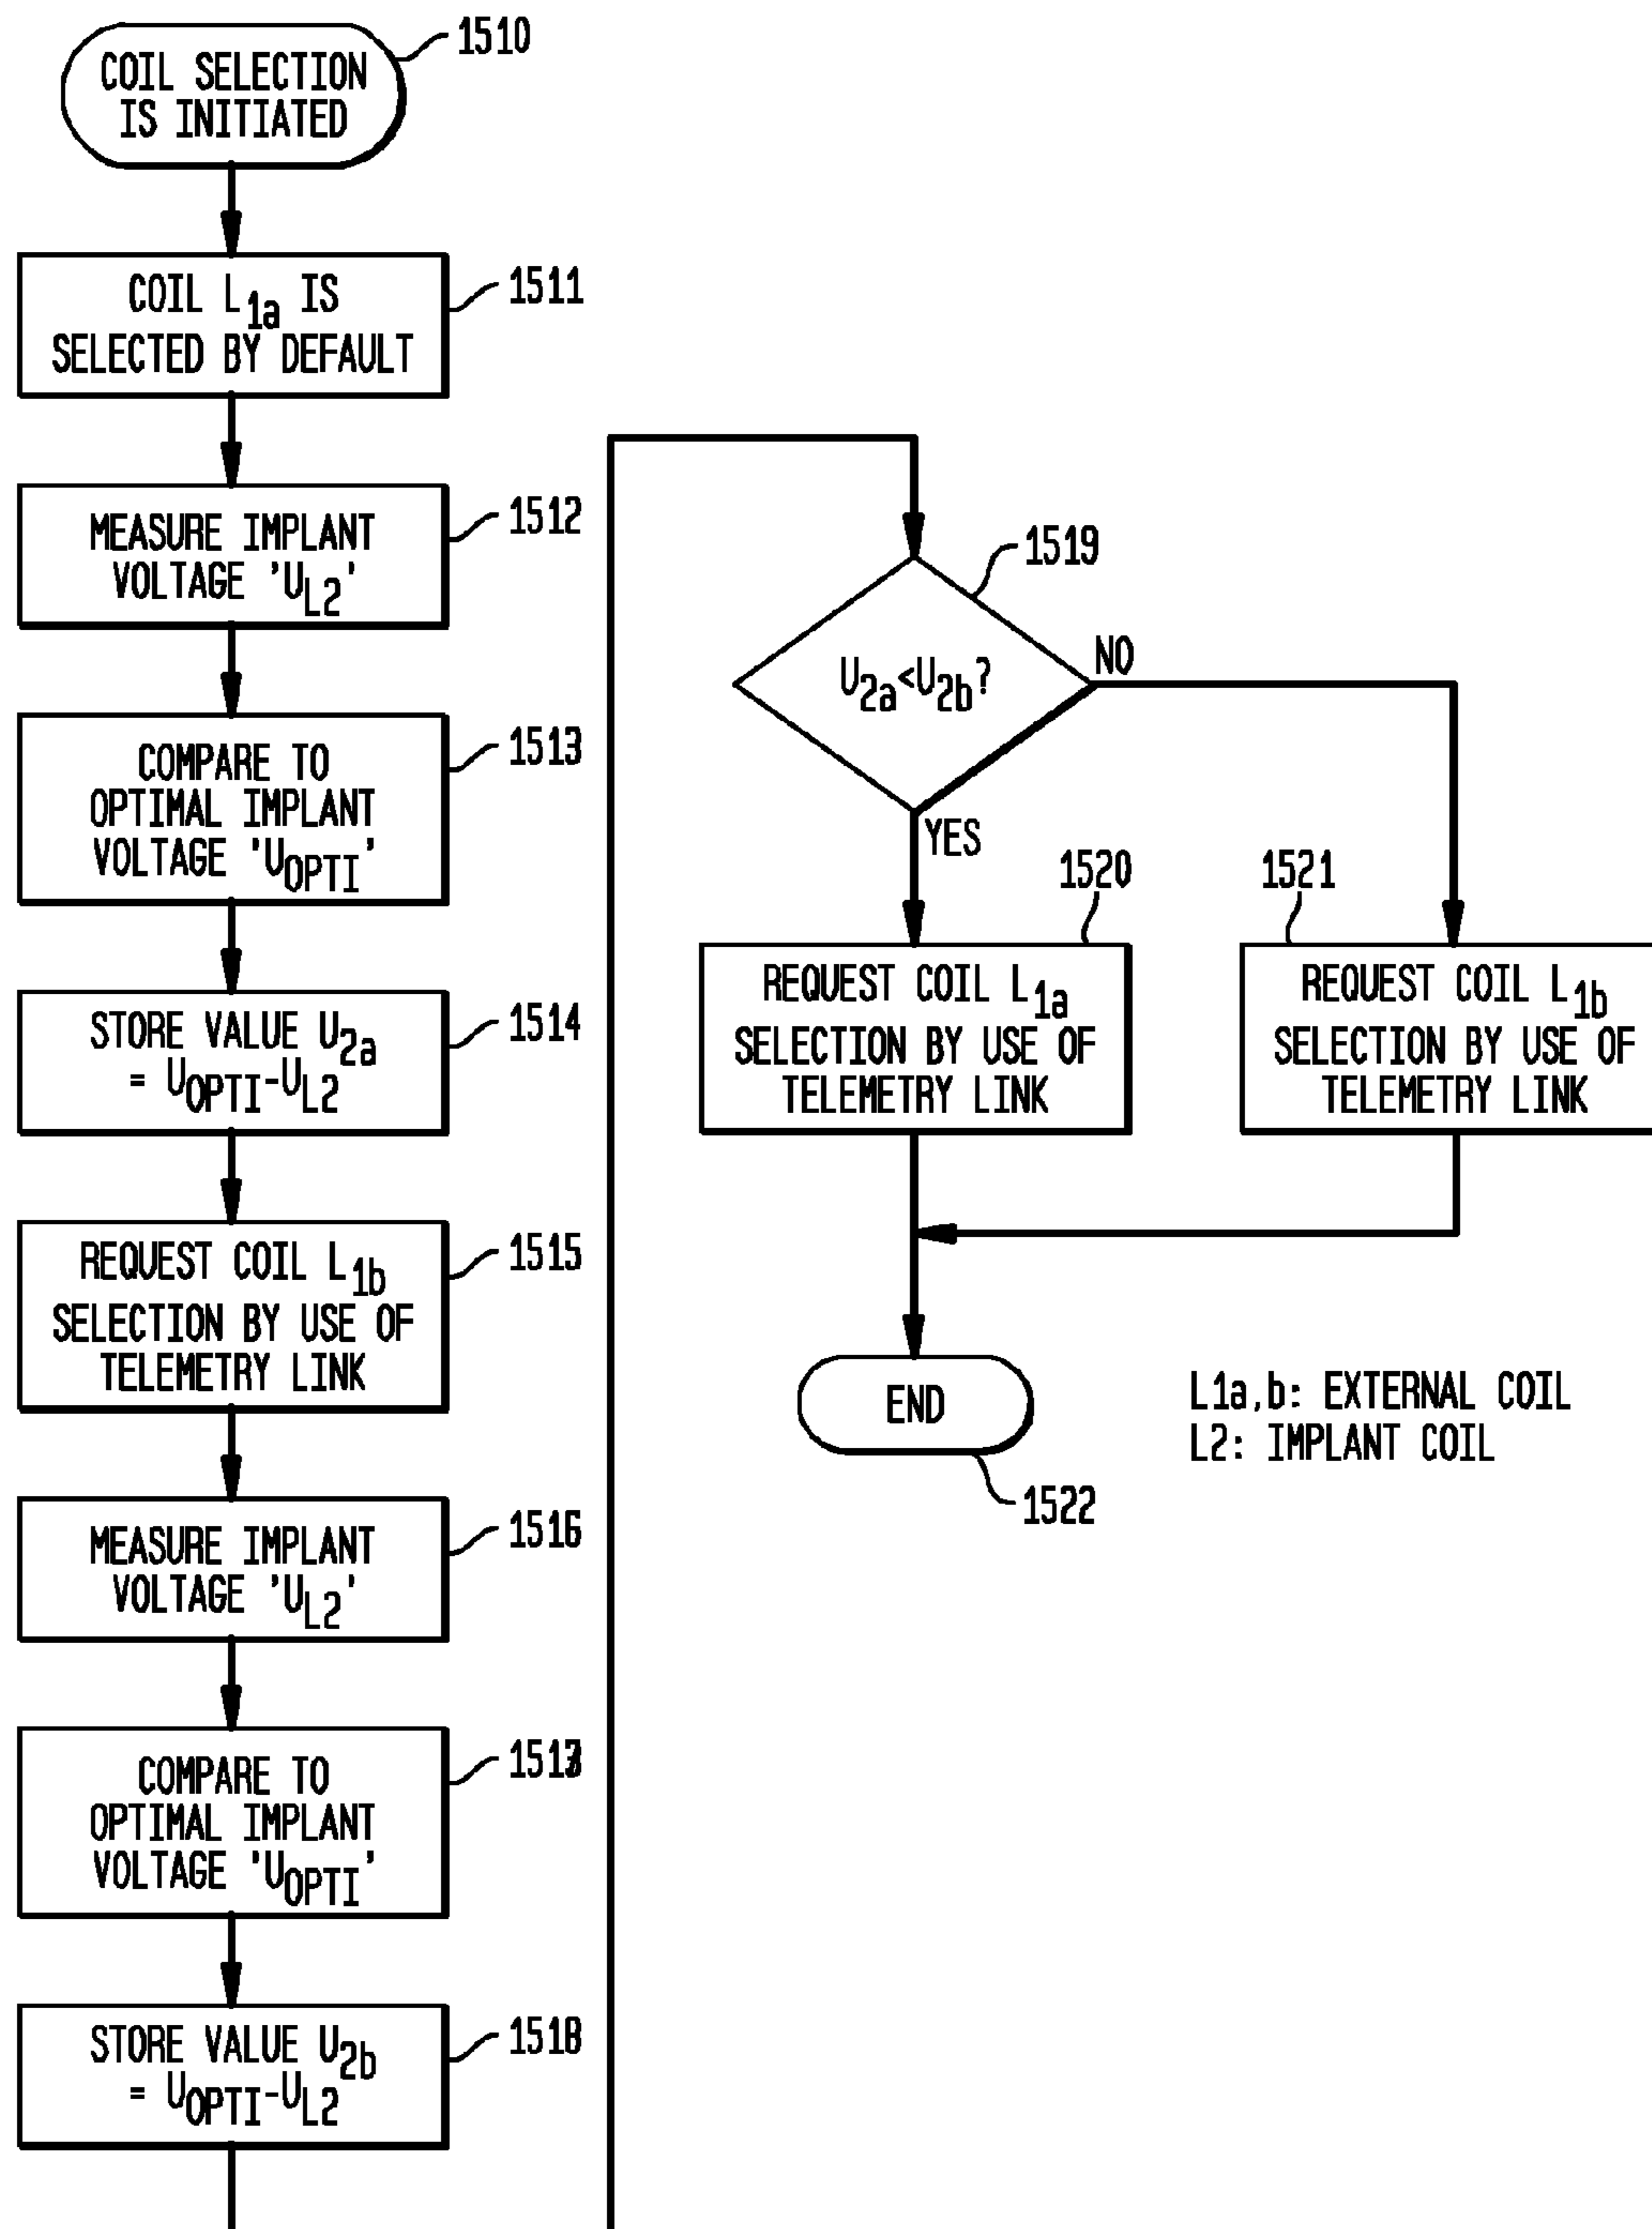 1510
COIL SELECTION
IS INITIATED
1511
COIL L1a IS
SELECTED BY DEFAULT
1512
MEASURE IMPLANT
VOLTAGE 'UL2'
1513
COMPARE TO
OPTIMAL IMPLANT
VOLTAGE 'UOPTI'
1514
STORE VALUE U2a
= UOPTI-UL2
1515
REQUEST COIL L1b
SELECTION BY USE OF
TELEMETRY LINK
1516
MEASURE IMPLANT
VOLTAGE 'UL2'
COMPARE TO
OPTIMAL IMPLANT
VOLTAGE 'UOPTI'
1518
STORE VALUE U2b
= UOPTI-UL2
1519
U2a<U2b?
NO
YES
1520
REQUEST COIL L1a
SELECTION BY USE OF
TELEMETRY LINK
1521
REQUEST COIL L1b
SELECTION BY USE OF
TELEMETRY LINK
END
1522
L1a,b: EXTERNAL COIL
L2: IMPLANT COIL